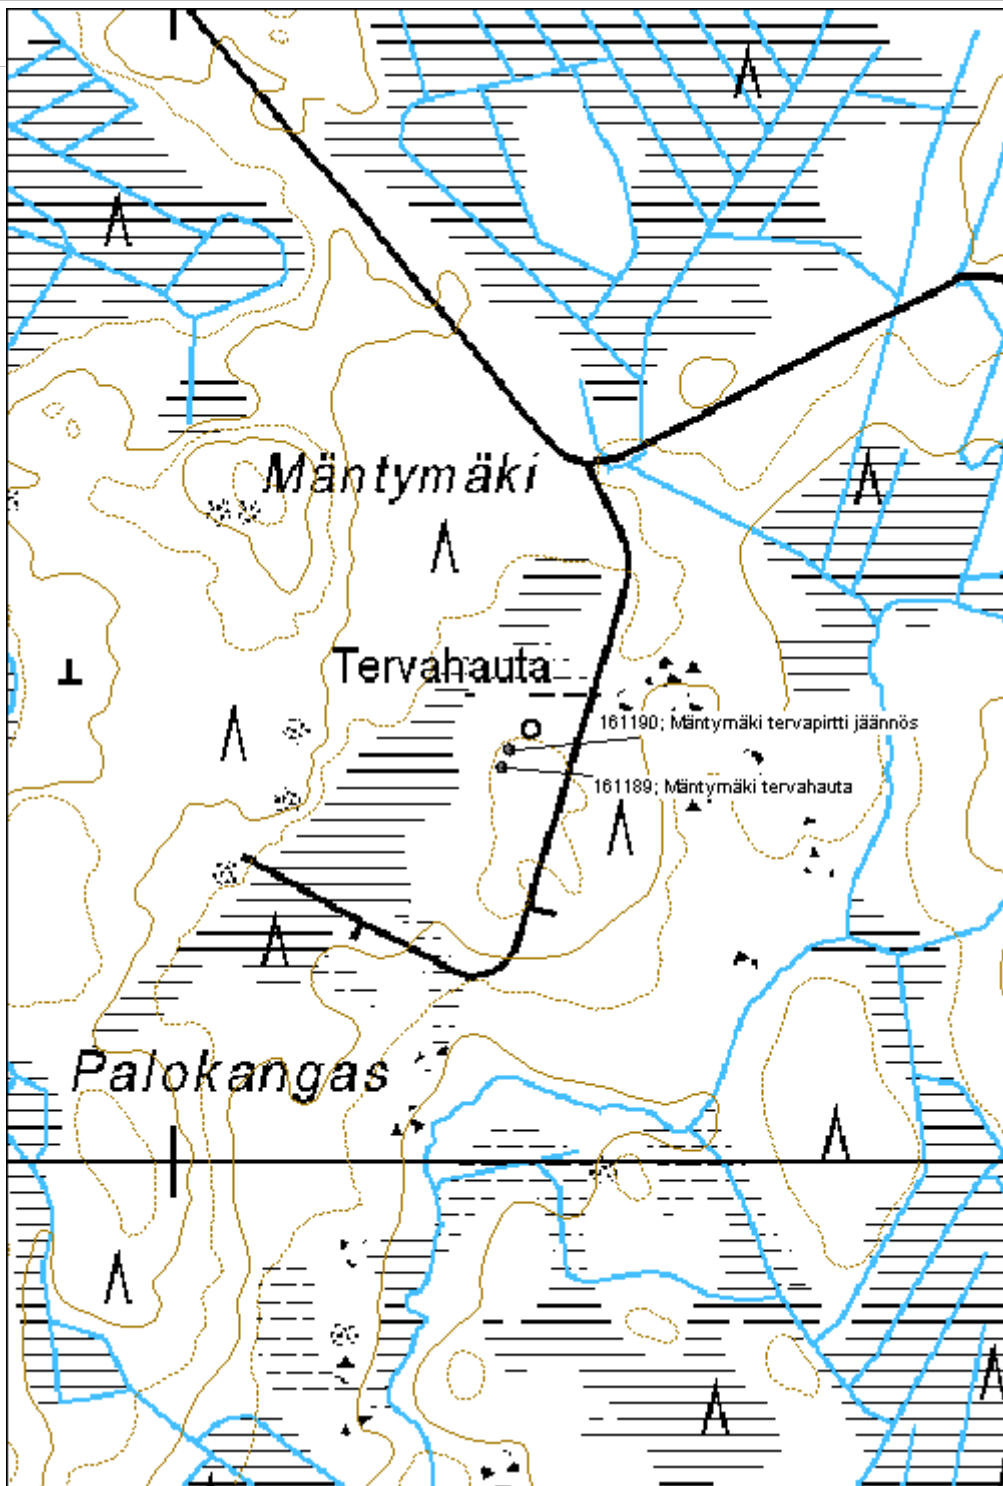 Mäntymäki
Tervahauta
161190; Mäntymäki tervapirtti jäännös
161189; Mäntymäki tervahauta
Palokangas